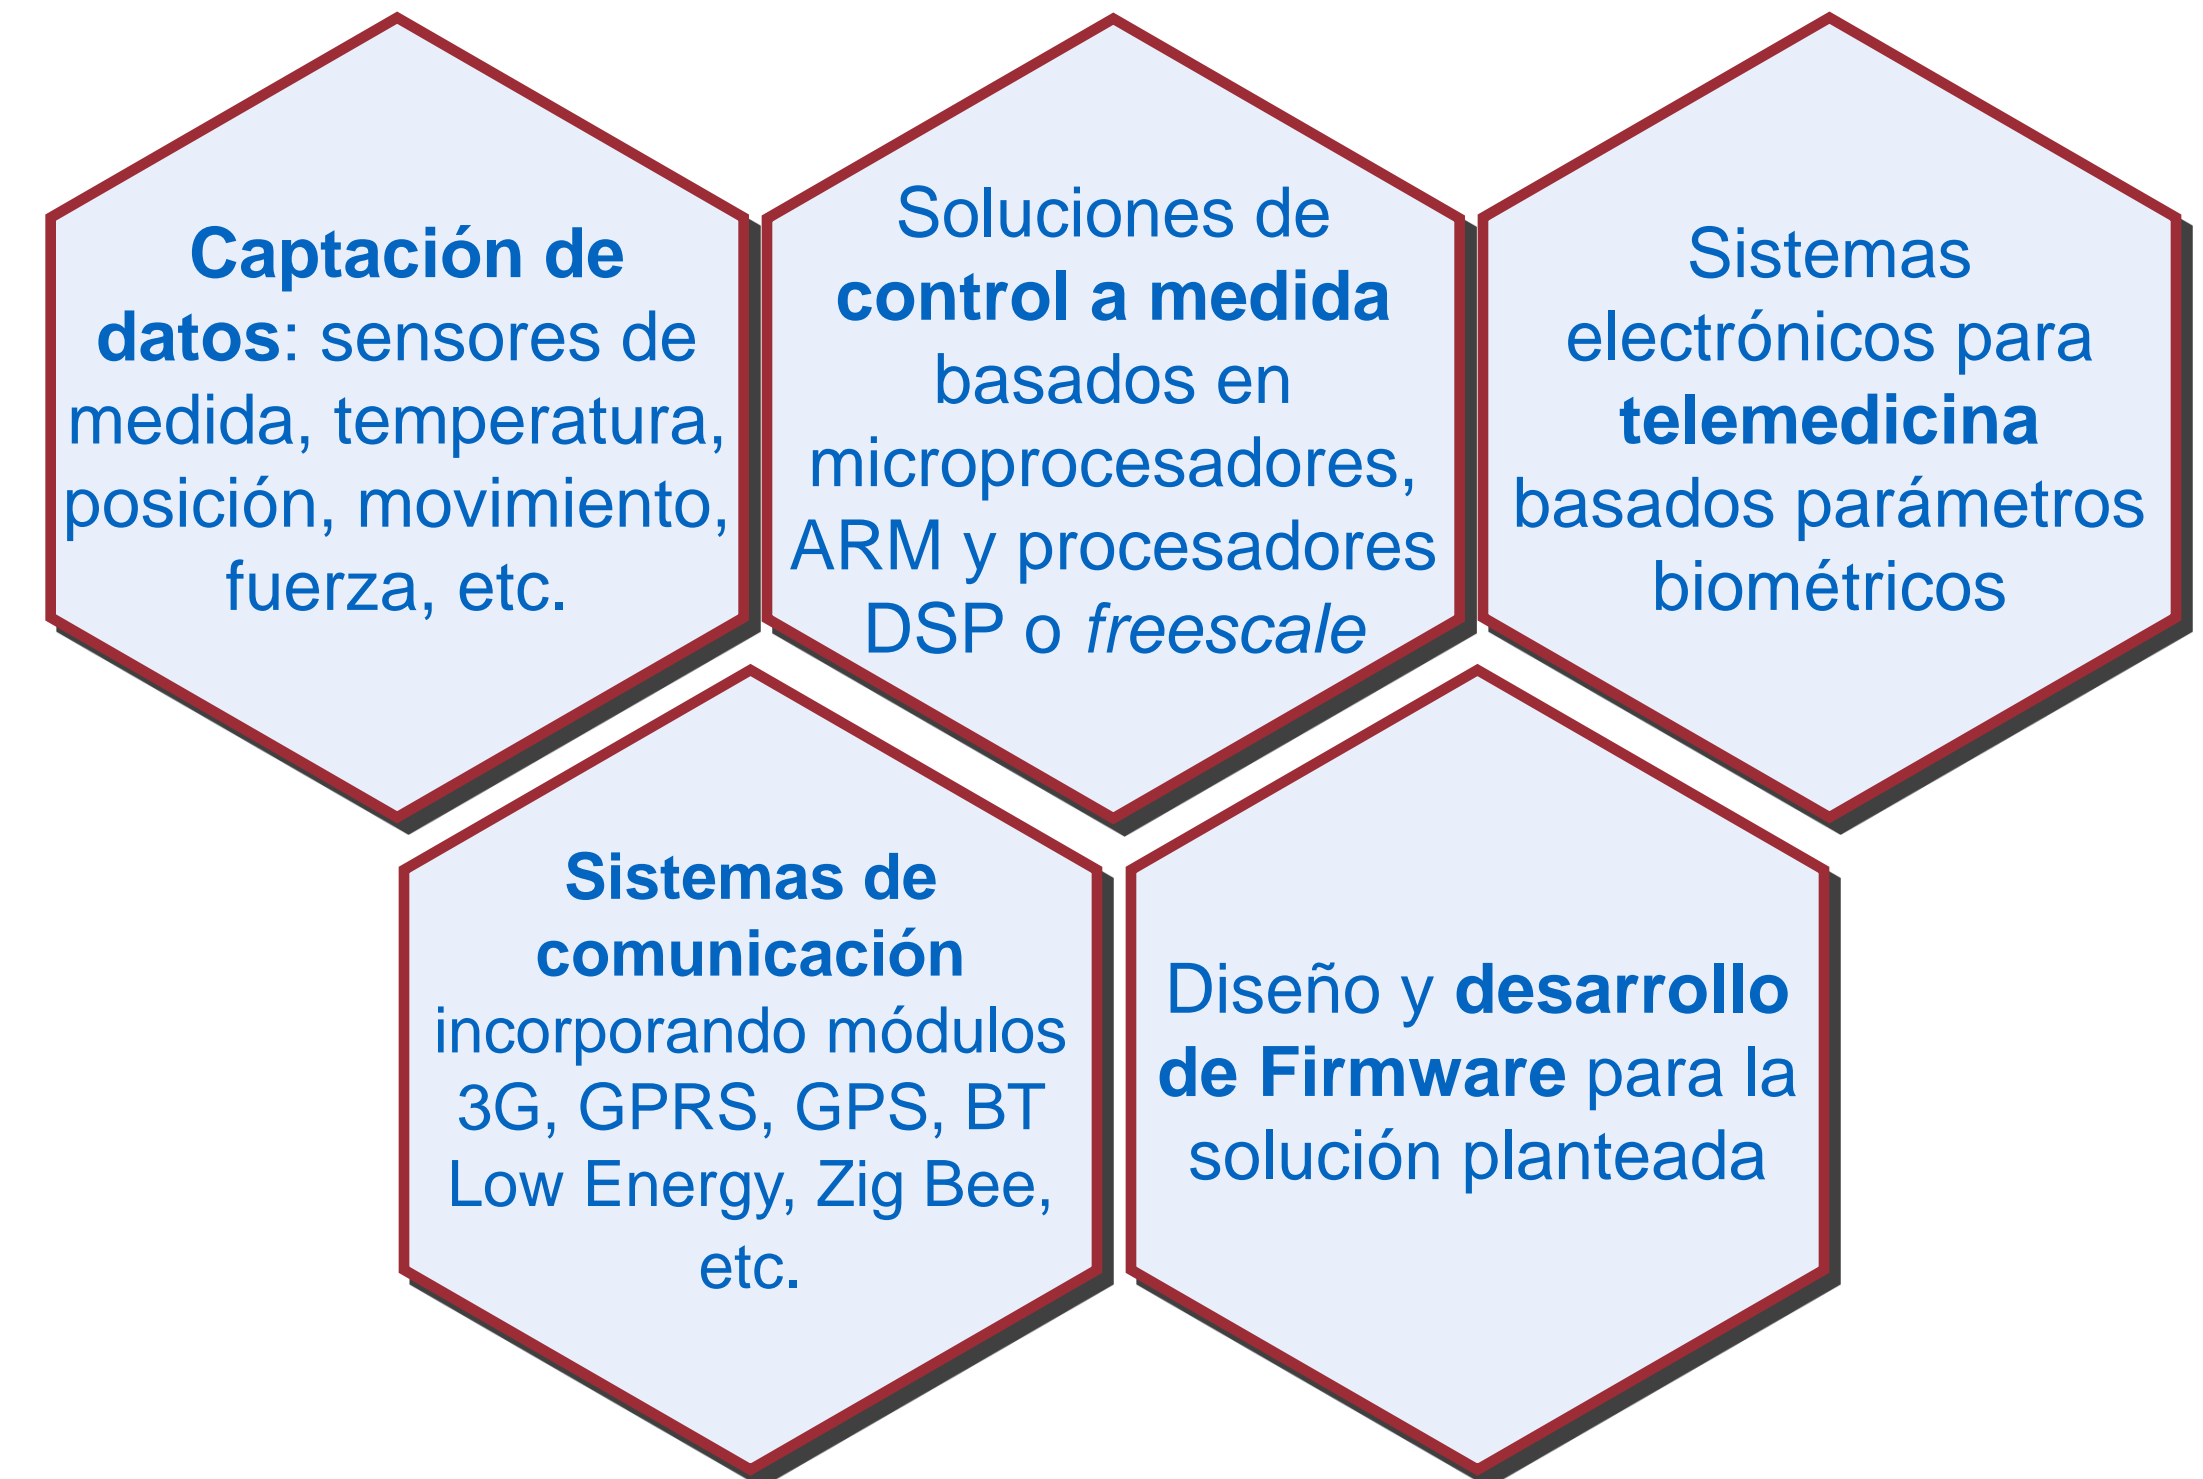 Captación de
datos: sensores de
medida, temperatura,
posición, movimiento,
fuerza, etc.
Soluciones de
control a medida
basados en
microprocesadores,
ARM y procesadores
DSP o freescale
Sistemas
electrónicos para
telemedicina
basados parámetros
biométricos
Sistemas de
comunicación
incorporando módulos
3G, GPRS, GPS, BT
Low Energy, Zig Bee,
etc.
Diseño y desarrollo
de Firmware para la
solución planteada